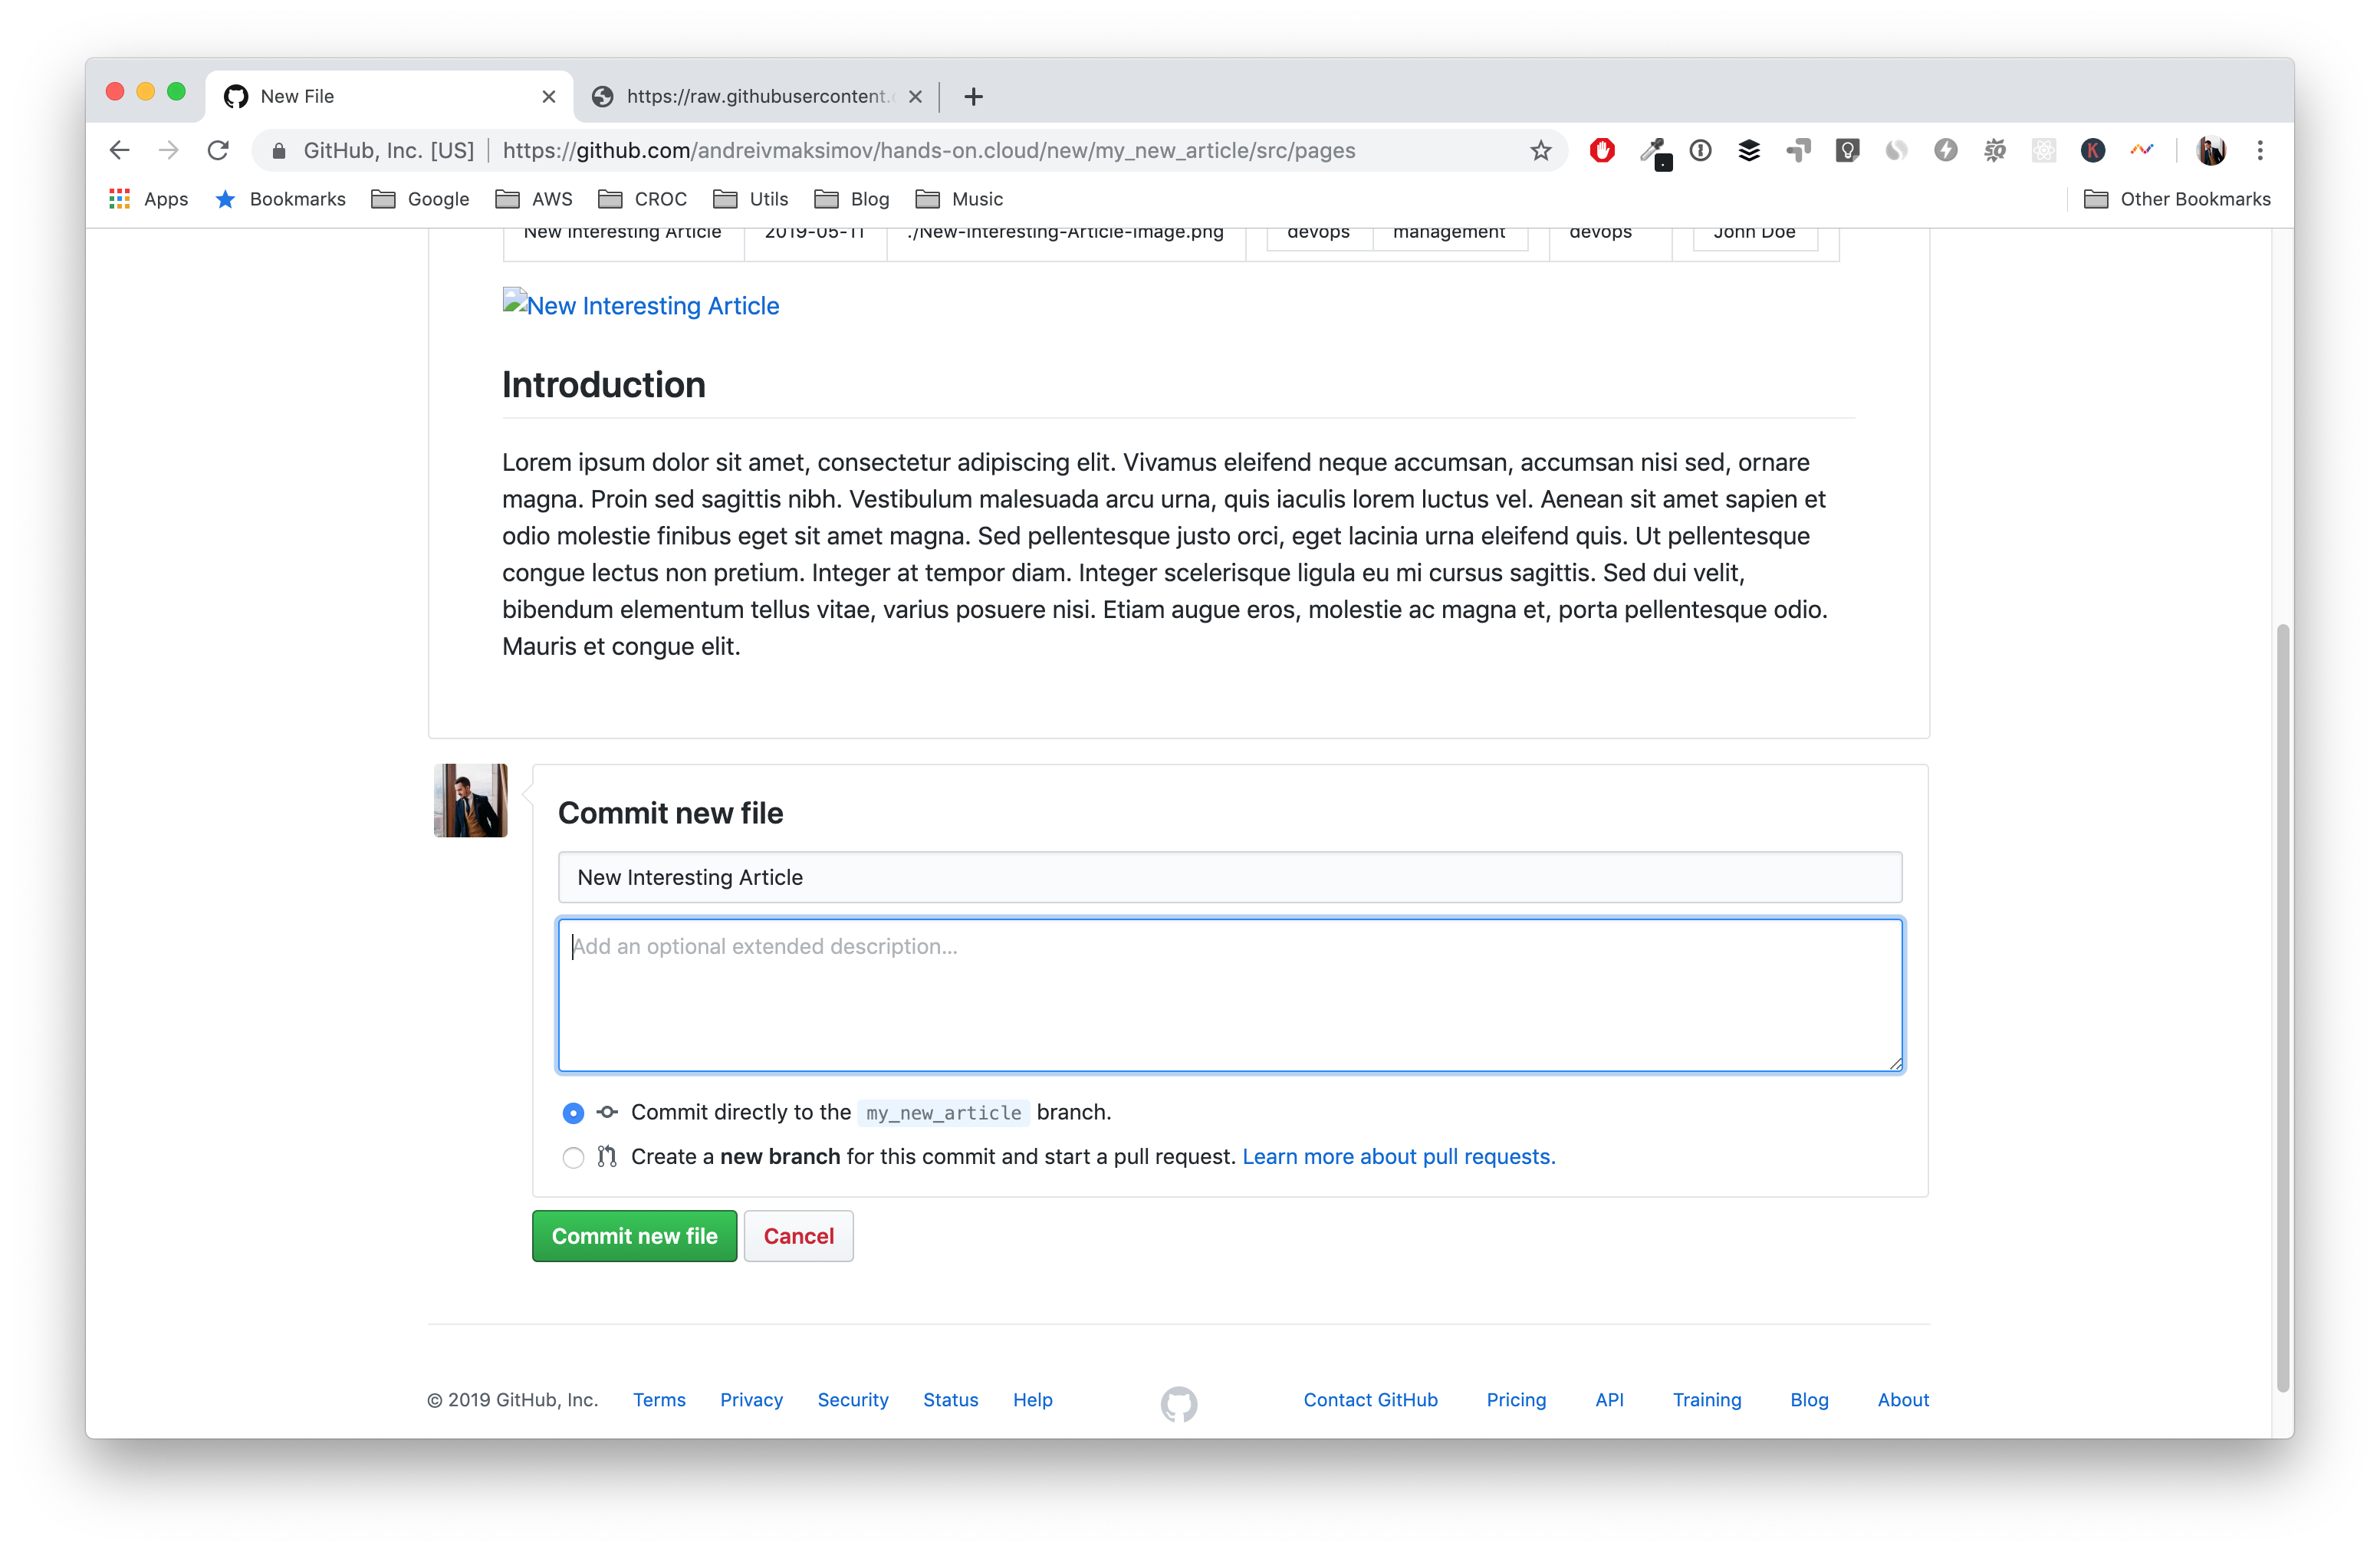 New File
https://raw.githubusercontent.
GitHub, Inc. [US] https://github.com/andreivmaksimov/hands-on.cloud/new/my_new_article/src/pages
Apps Bookmarks Google AWS CROC Utils Blog Music Other Bookmarks
New Interesting Article 2019-05-11 ./New-Interesting-Article-Image.png devops management devops John Doe
New Interesting Article
Introduction
Lorem ipsum dolor sit amet, consectetur adipiscing elit. Vivamus eleifend neque accumsan, accumsan nisi sed, ornare
magna. Proin sed sagittis nibh. Vestibulum malesuada arcu urna, quis iaculis lorem luctus vel. Aenean sit amet sapien et
odio molestie finibus eget sit amet magna. Sed pellentesque justo orci, eget lacinia urna eleifend quis. Ut pellentesque
congue lectus non pretium. Integer at tempor diam. Integer scelerisque ligula eu mi cursus sagittis. Sed dui velit,
bibendum elementum tellus vitae, varius posuere nisi. Etiam augue eros, molestie ac magna et, porta pellentesque odio.
Mauris et congue elit.
Commit new file
New Interesting Article
Add an optional extended description...
Commit directly to the my_new_article branch.
Create a new branch for this commit and start a pull request. Learn more about pull requests.
Commit new file Cancel
© 2019 GitHub, Inc. Terms Privacy Security Status Help Contact GitHub Pricing API Training Blog About